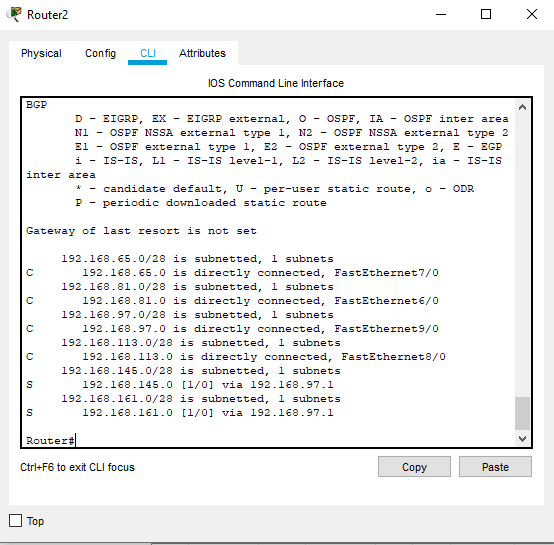 Router2
Physical Config CLI Attributes
IOS Command Line Interface
BGP
D - EIGRP, EX - EIGRP external, O - OSPF, IA - OSPF inter area
N1 - OSPF NSSA external type 1, N2 - OSPF NSSA external type 2
E1 - OSPF external type 1, E2 - OSPF external type 2, E - EGP
i - IS-IS, L1 - IS-IS level-1, L2 - IS-IS level-2, ia - IS-IS
inter area
* - candidate default, U - per-user static route, o - ODR
P - periodic downloaded static route
Gateway of last resort is not set
192.168.65.0/28 is subnetted, 1 subnets
C 192.168.65.0 is directly connected, FastEthernet7/0
192.168.81.0/28 is subnetted, 1 subnets
C 192.168.81.0 is directly connected, FastEthernet6/0
192.168.97.0/28 is subnetted, 1 subnets
C 192.168.97.0 is directly connected, FastEthernet9/0
192.168.113.0/28 is subnetted, 1 subnets
C 192.168.113.0 is directly connected, FastEthernet8/0
192.168.145.0/28 is subnetted, 1 subnets
S 192.168.145.0 [1/0] via 192.168.97.1
192.168.161.0/28 is subnetted, 1 subnets
S 192.168.161.0 [1/0] via 192.168.97.1
Router#
Ctrl+F6 to exit CLI focus
Copy Paste
Top